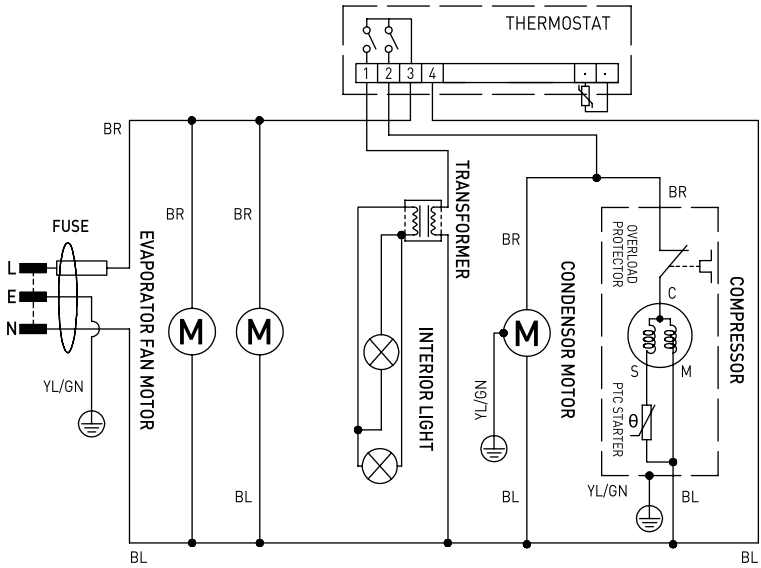 THERMOSTAT
1 2 3 4
BR
TRANSFORMER
BR
BR
BR
FUSE
BR
EVAPORATOR FAN MOTOR
OVERLOAD
PROTECTOR
L
E
N
CONDENSOR MOTOR
COMPRESSOR
C
M
M
M
INTERIOR LIGHT
S
M
YL/GN
YL/GN
PTC STARTER
θ
BL
BL
YL/GN
BL
BL
BL